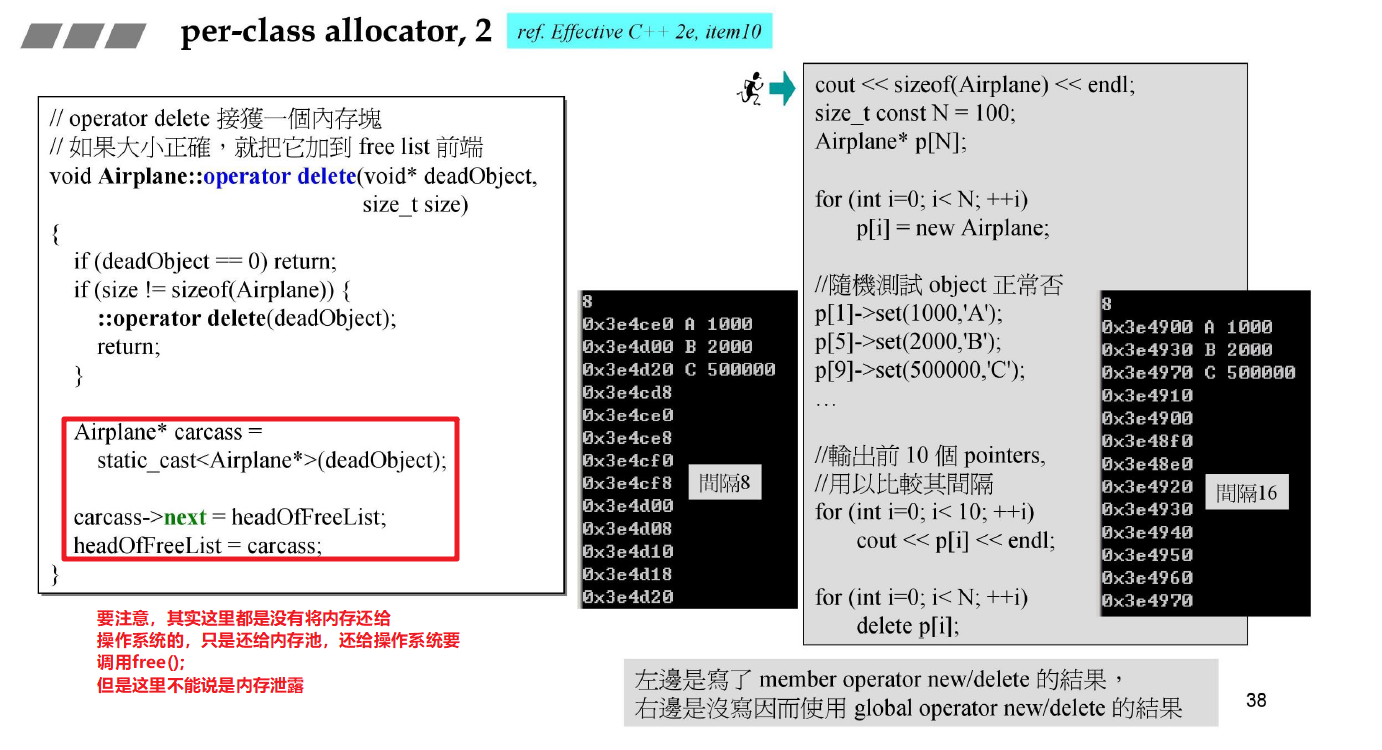 per-class allocator, 2
ref. Effective C++ 2e, item10
// operator delete 接獲一個內存塊
// 如果大小正確，就把它加到 free list 前端
void Airplane::operator delete(void* deadObject,
size_t size)
{
if (deadObject == 0) return;
if (size != sizeof(Airplane)) {
::operator delete(deadObject);
return;
}
Airplane* carcass =
static_cast<Airplane*>(deadObject);
carcass->next = headOfFreeList;
headOfFreeList = carcass;
}
要注意，其实这里都是没有将内存还给
操作系统的，只是还给内存池，还给操作系统要
调用free();
但是这里不能说是内存泄露
8
0x3e4ce0 A 1000
0x3e4d00 B 2000
0x3e4d20 C 500000
0x3e4cd8
0x3e4ce0
0x3e4ce8
0x3e4cf0
0x3e4cf8
0x3e4d00
0x3e4d08
0x3e4d10
0x3e4d18
0x3e4d20
間隔8
cout << sizeof(Airplane) << endl;
size_t const N = 100;
Airplane* p[N];
for (int i=0; i< N; ++i)
p[i] = new Airplane;
//隨機測試 object 正常否
p[1]->set(1000,'A');
p[5]->set(2000,'B');
p[9]->set(500000,'C');
...
//輸出前 10 個 pointers,
//用以比較其間隔
for (int i=0; i< 10; ++i)
cout << p[i] << endl;
for (int i=0; i< N; ++i)
delete p[i];
8
0x3e4900 A 1000
0x3e4930 B 2000
0x3e4970 C 500000
0x3e4910
0x3e4900
0x3e48f0
0x3e48e0
0x3e4920
0x3e4930
0x3e4940
0x3e4950
0x3e4960
0x3e4970
間隔16
左邊是寫了 member operator new/delete 的結果，
右邊是沒寫因而使用 global operator new/delete 的結果
38